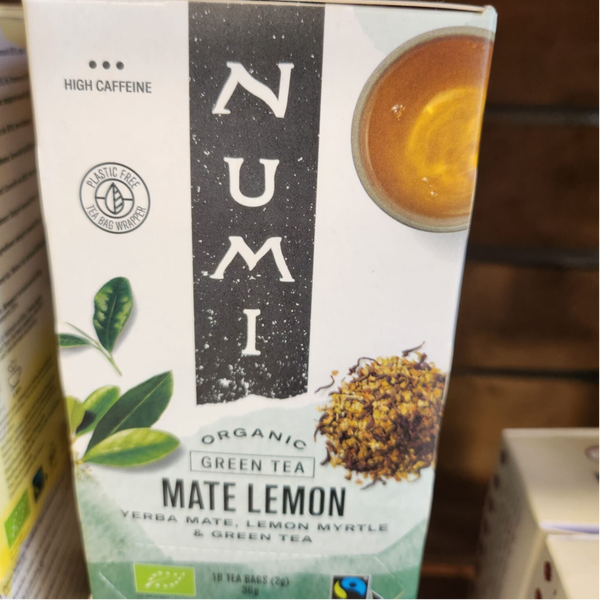 HIGH CAFFEINE
NUMI
PLASTIC FREE
TEA BAG WRAPPER
ORGANIC
GREEN TEA
MATE LEMON
YERBA MATE, LEMON MYRTLE
& GREEN TEA
18 TEA BAGS (2g)
36g